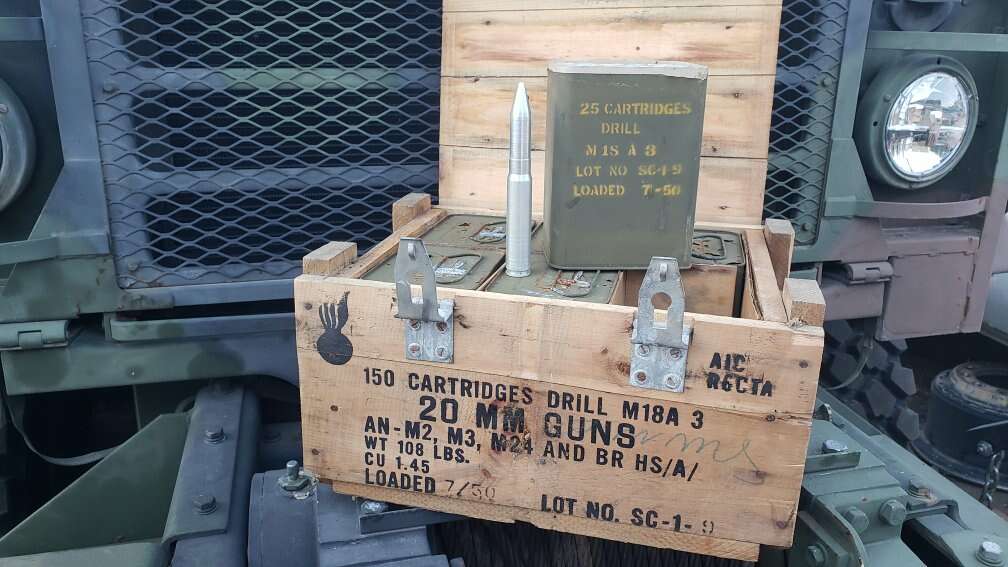 25 CARTRIDGES
DRILL
M18 A 3
LOT NO SC-1-9
LOADED 7-50
AIC
R6CTA
150 CARTRIDGES DRILL M18A 3
20 MM GUNS
AN-M2, M3, M24 AND BR HS/A/
WT 108 LBS.
CU 1.45
LOADED 7/50
LOT NO. SC-1-9